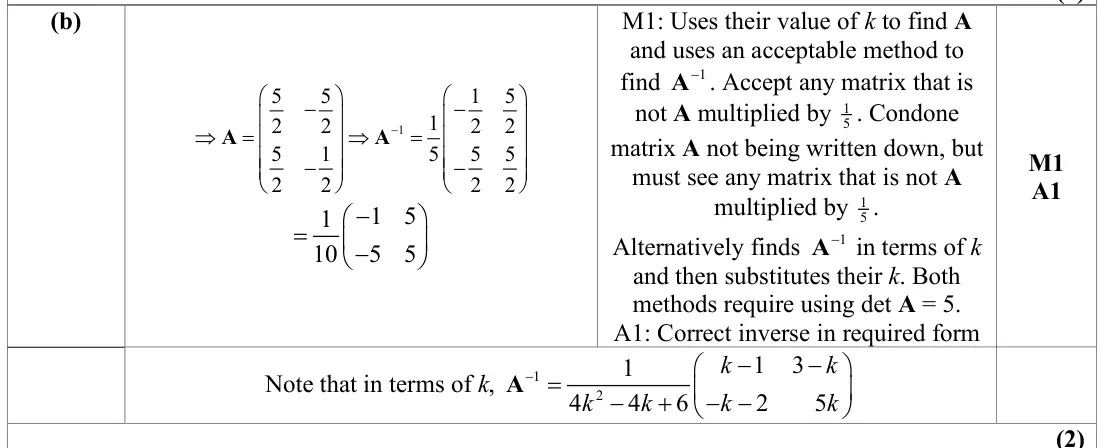 (b)
⇒ A = ( 5/2 −5/2 ; 5/2 −1/2 ) ⇒ A⁻¹ = 1/5 ( −1/2 5/2 ; −5/2 5/2 )
= 1/10 ( −1 5 ; −5 5 )
M1: Uses their value of k to find A
and uses an acceptable method to
find A⁻¹. Accept any matrix that is
not A multiplied by 1/5. Condone
matrix A not being written down, but
must see any matrix that is not A
multiplied by 1/5.
Alternatively finds A⁻¹ in terms of k
and then substitutes their k. Both
methods require using det A = 5.
A1: Correct inverse in required form
M1
A1
Note that in terms of k, A⁻¹ = 1/(4k² − 4k + 6) ( k − 1 3 − k ; −k − 2 5k )
(2)